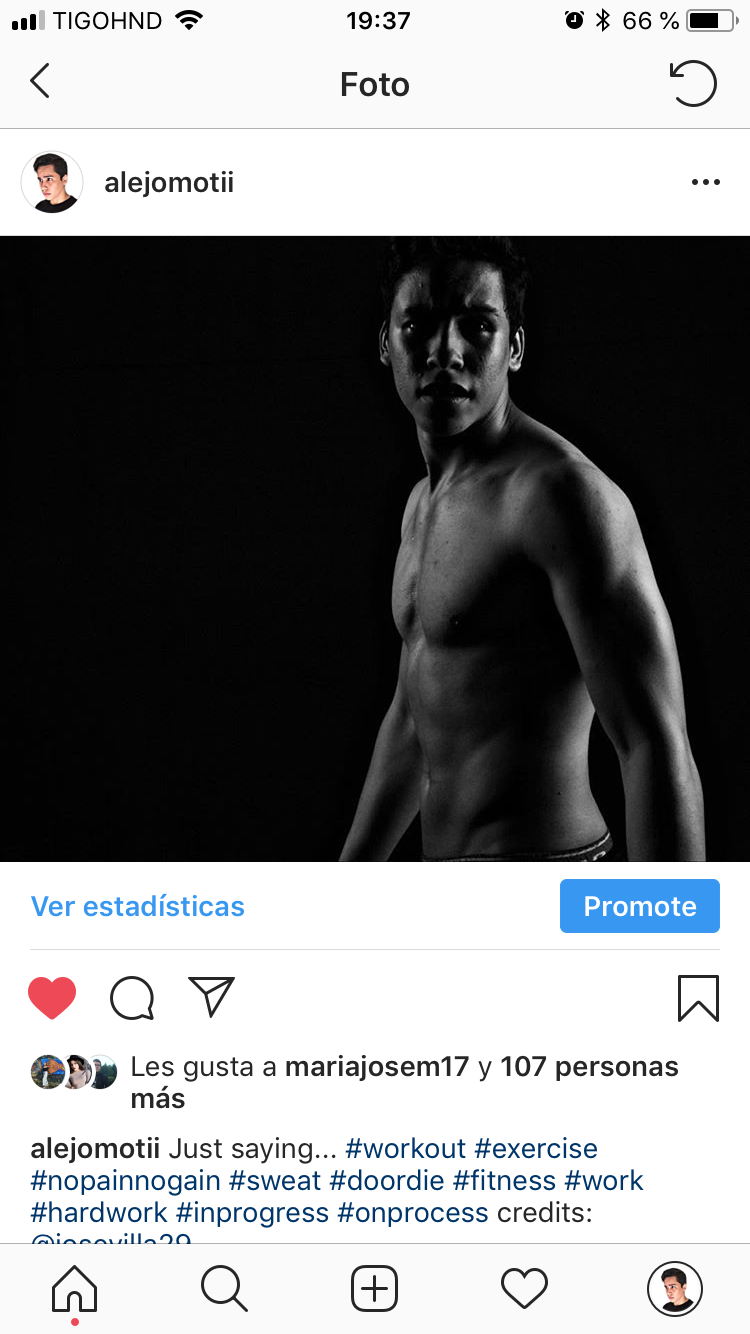 TIGOHND 19:37 66 %
Foto
alejomotii
Ver estadísticas Promote
Les gusta a mariajosem17 y 107 personas
más
alejomotii Just saying... #workout #exercise
#nopainnogain #sweat #doordie #fitness #work
#hardwork #inprogress #onprocess credits: